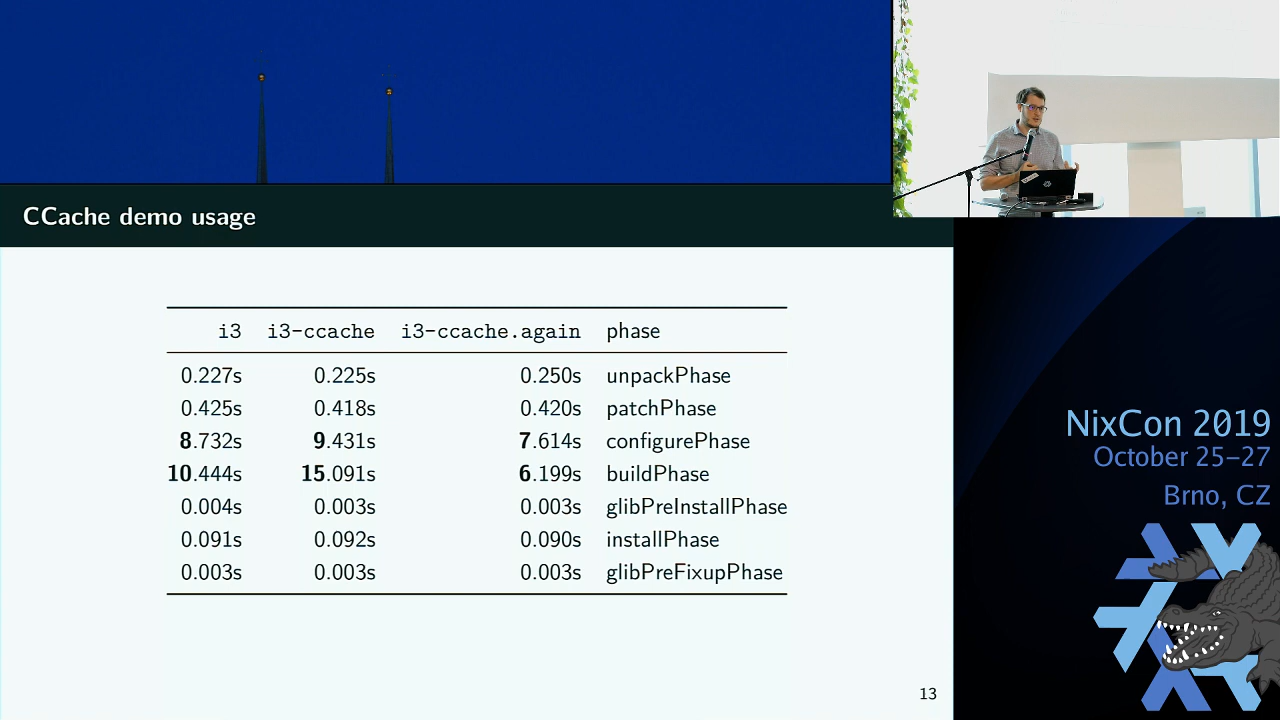 CCache demo usage
i3 i3-ccache i3-ccache.again phase
0.227s 0.225s 0.250s unpackPhase
0.425s 0.418s 0.420s patchPhase
8.732s 9.431s 7.614s configurePhase
10.444s 15.091s 6.199s buildPhase
0.004s 0.003s 0.003s glibPreInstallPhase
0.091s 0.092s 0.090s installPhase
0.003s 0.003s 0.003s glibPreFixupPhase
13
NixCon 2019
October 25–27
Brno, CZ